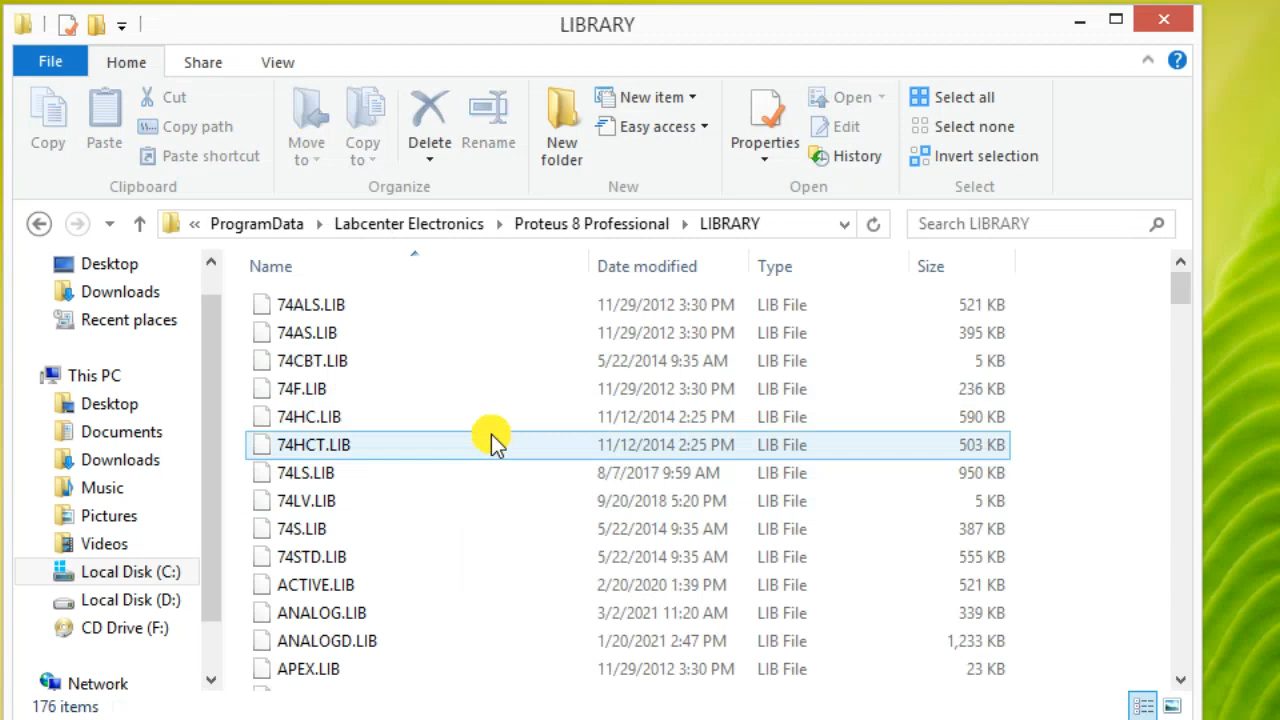 LIBRARY
File Home Share View
Copy Paste Cut Copy path Paste shortcut Clipboard
Move to Copy to Delete Rename Organize
New folder New item Easy access New
Properties Open Edit History Open
Select all Select none Invert selection Select
« ProgramData Labcenter Electronics Proteus 8 Professional LIBRARY Search LIBRARY
Desktop
Downloads
Recent places
This PC
Desktop
Documents
Downloads
Music
Pictures
Videos
Local Disk (C:)
Local Disk (D:)
CD Drive (F:)
Network
Name Date modified Type Size
74ALS.LIB 11/29/2012 3:30 PM LIB File 521 KB
74AS.LIB 11/29/2012 3:30 PM LIB File 395 KB
74CBT.LIB 5/22/2014 9:35 AM LIB File 5 KB
74F.LIB 11/29/2012 3:30 PM LIB File 236 KB
74HC.LIB 11/12/2014 2:25 PM LIB File 590 KB
74HCT.LIB 11/12/2014 2:25 PM LIB File 503 KB
74LS.LIB 8/7/2017 9:59 AM LIB File 950 KB
74LV.LIB 9/20/2018 5:20 PM LIB File 5 KB
74S.LIB 5/22/2014 9:35 AM LIB File 387 KB
74STD.LIB 5/22/2014 9:35 AM LIB File 555 KB
ACTIVE.LIB 2/20/2020 1:39 PM LIB File 521 KB
ANALOG.LIB 3/2/2021 11:20 AM LIB File 339 KB
ANALOGD.LIB 1/20/2021 2:47 PM LIB File 1,233 KB
APEX.LIB 11/29/2012 3:30 PM LIB File 23 KB
176 items